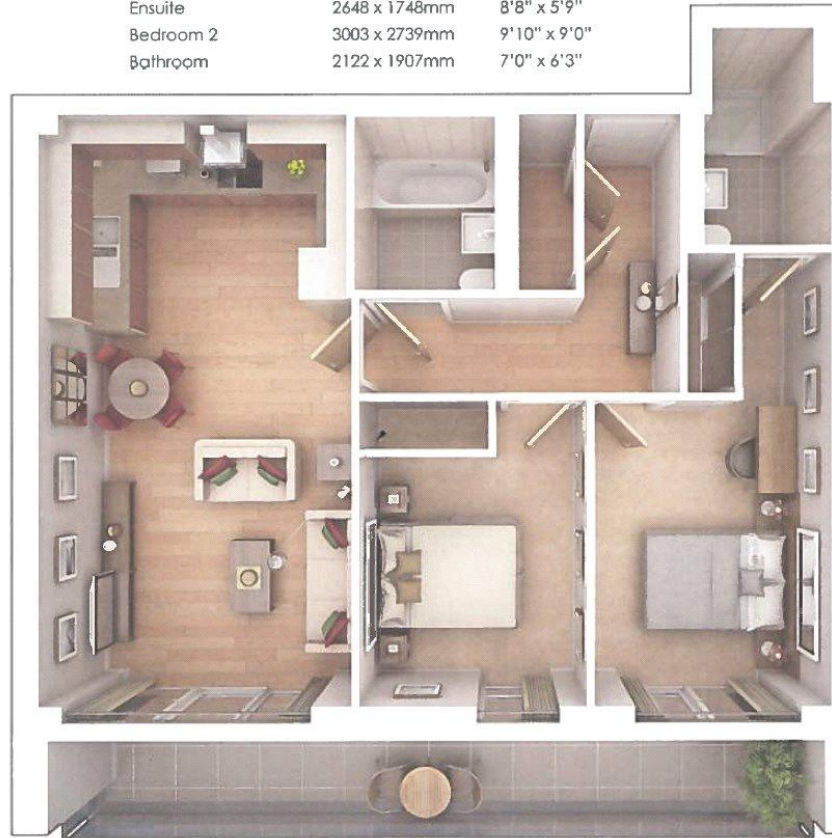 Ensuite 2648 x 1748mm 8'8" x 5'9"
Bedroom 2 3003 x 2739mm 9'10" x 9'0"
Bathroom 2122 x 1907mm 7'0" x 6'3"